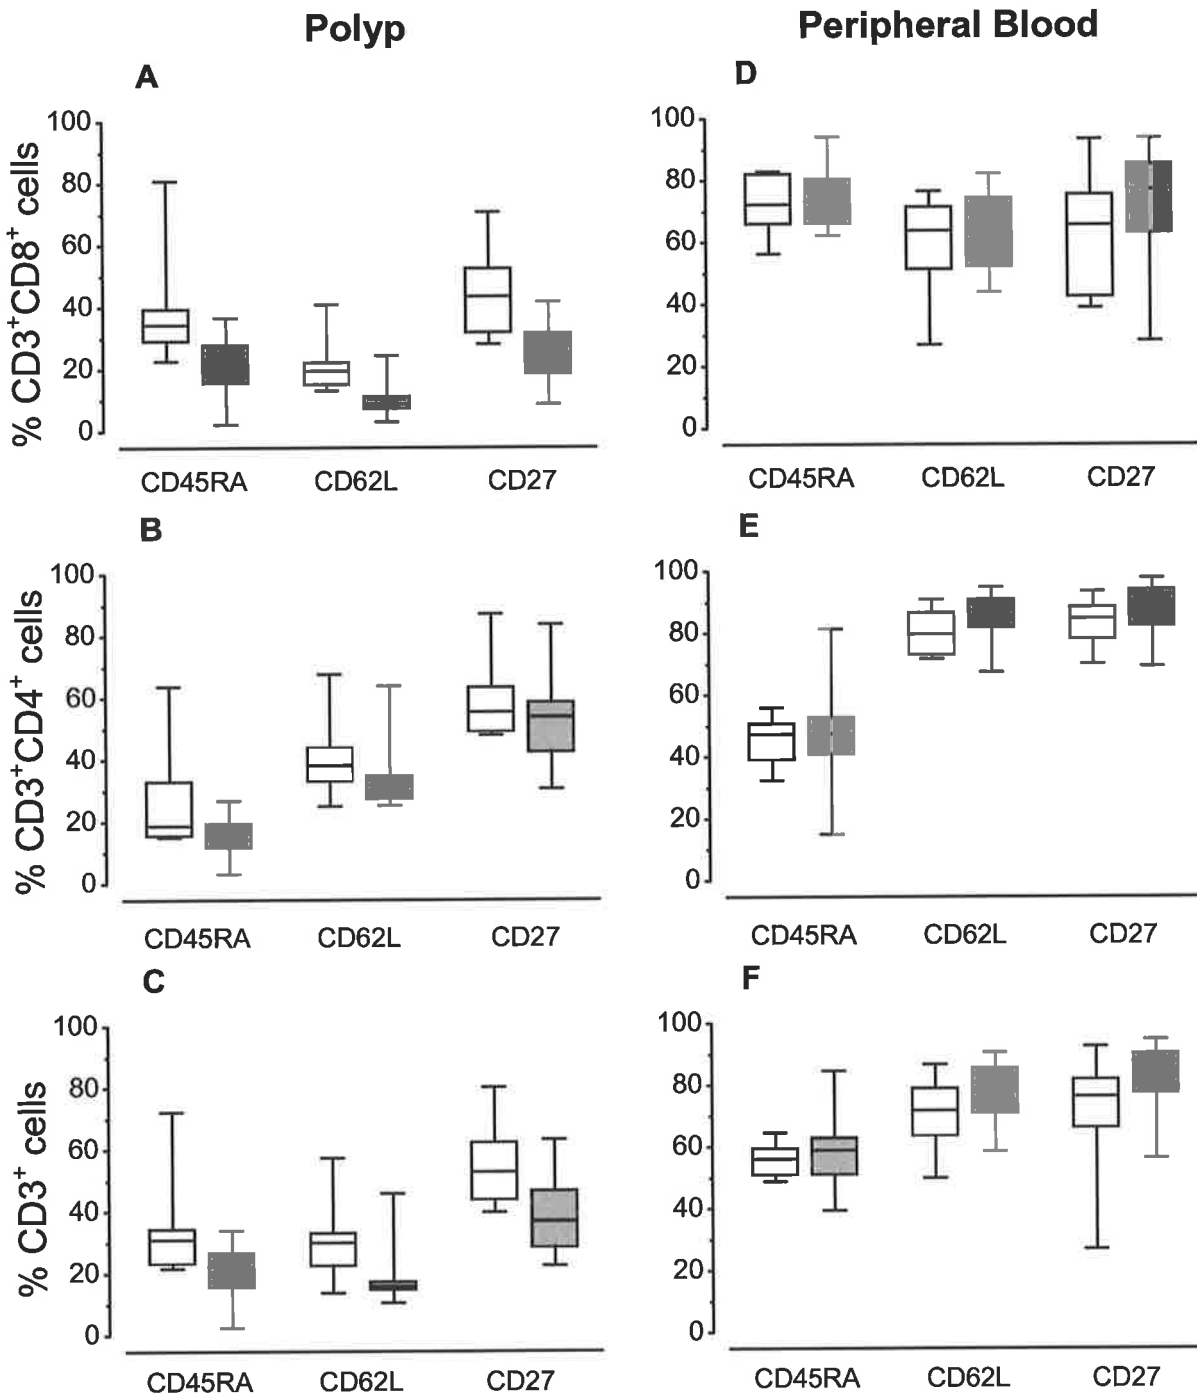 Polyp
Peripheral Blood
A
% CD3⁺CD8⁺ cells
100
80
60
40
20
0
CD45RA
CD62L
CD27
D
100
80
60
40
20
0
CD45RA
CD62L
CD27
B
% CD3⁺CD4⁺ cells
100
80
60
40
20
0
CD45RA
CD62L
CD27
E
100
80
60
40
20
0
CD45RA
CD62L
CD27
C
% CD3⁺ cells
100
80
60
40
20
0
CD45RA
CD62L
CD27
F
100
80
60
40
20
0
CD45RA
CD62L
CD27